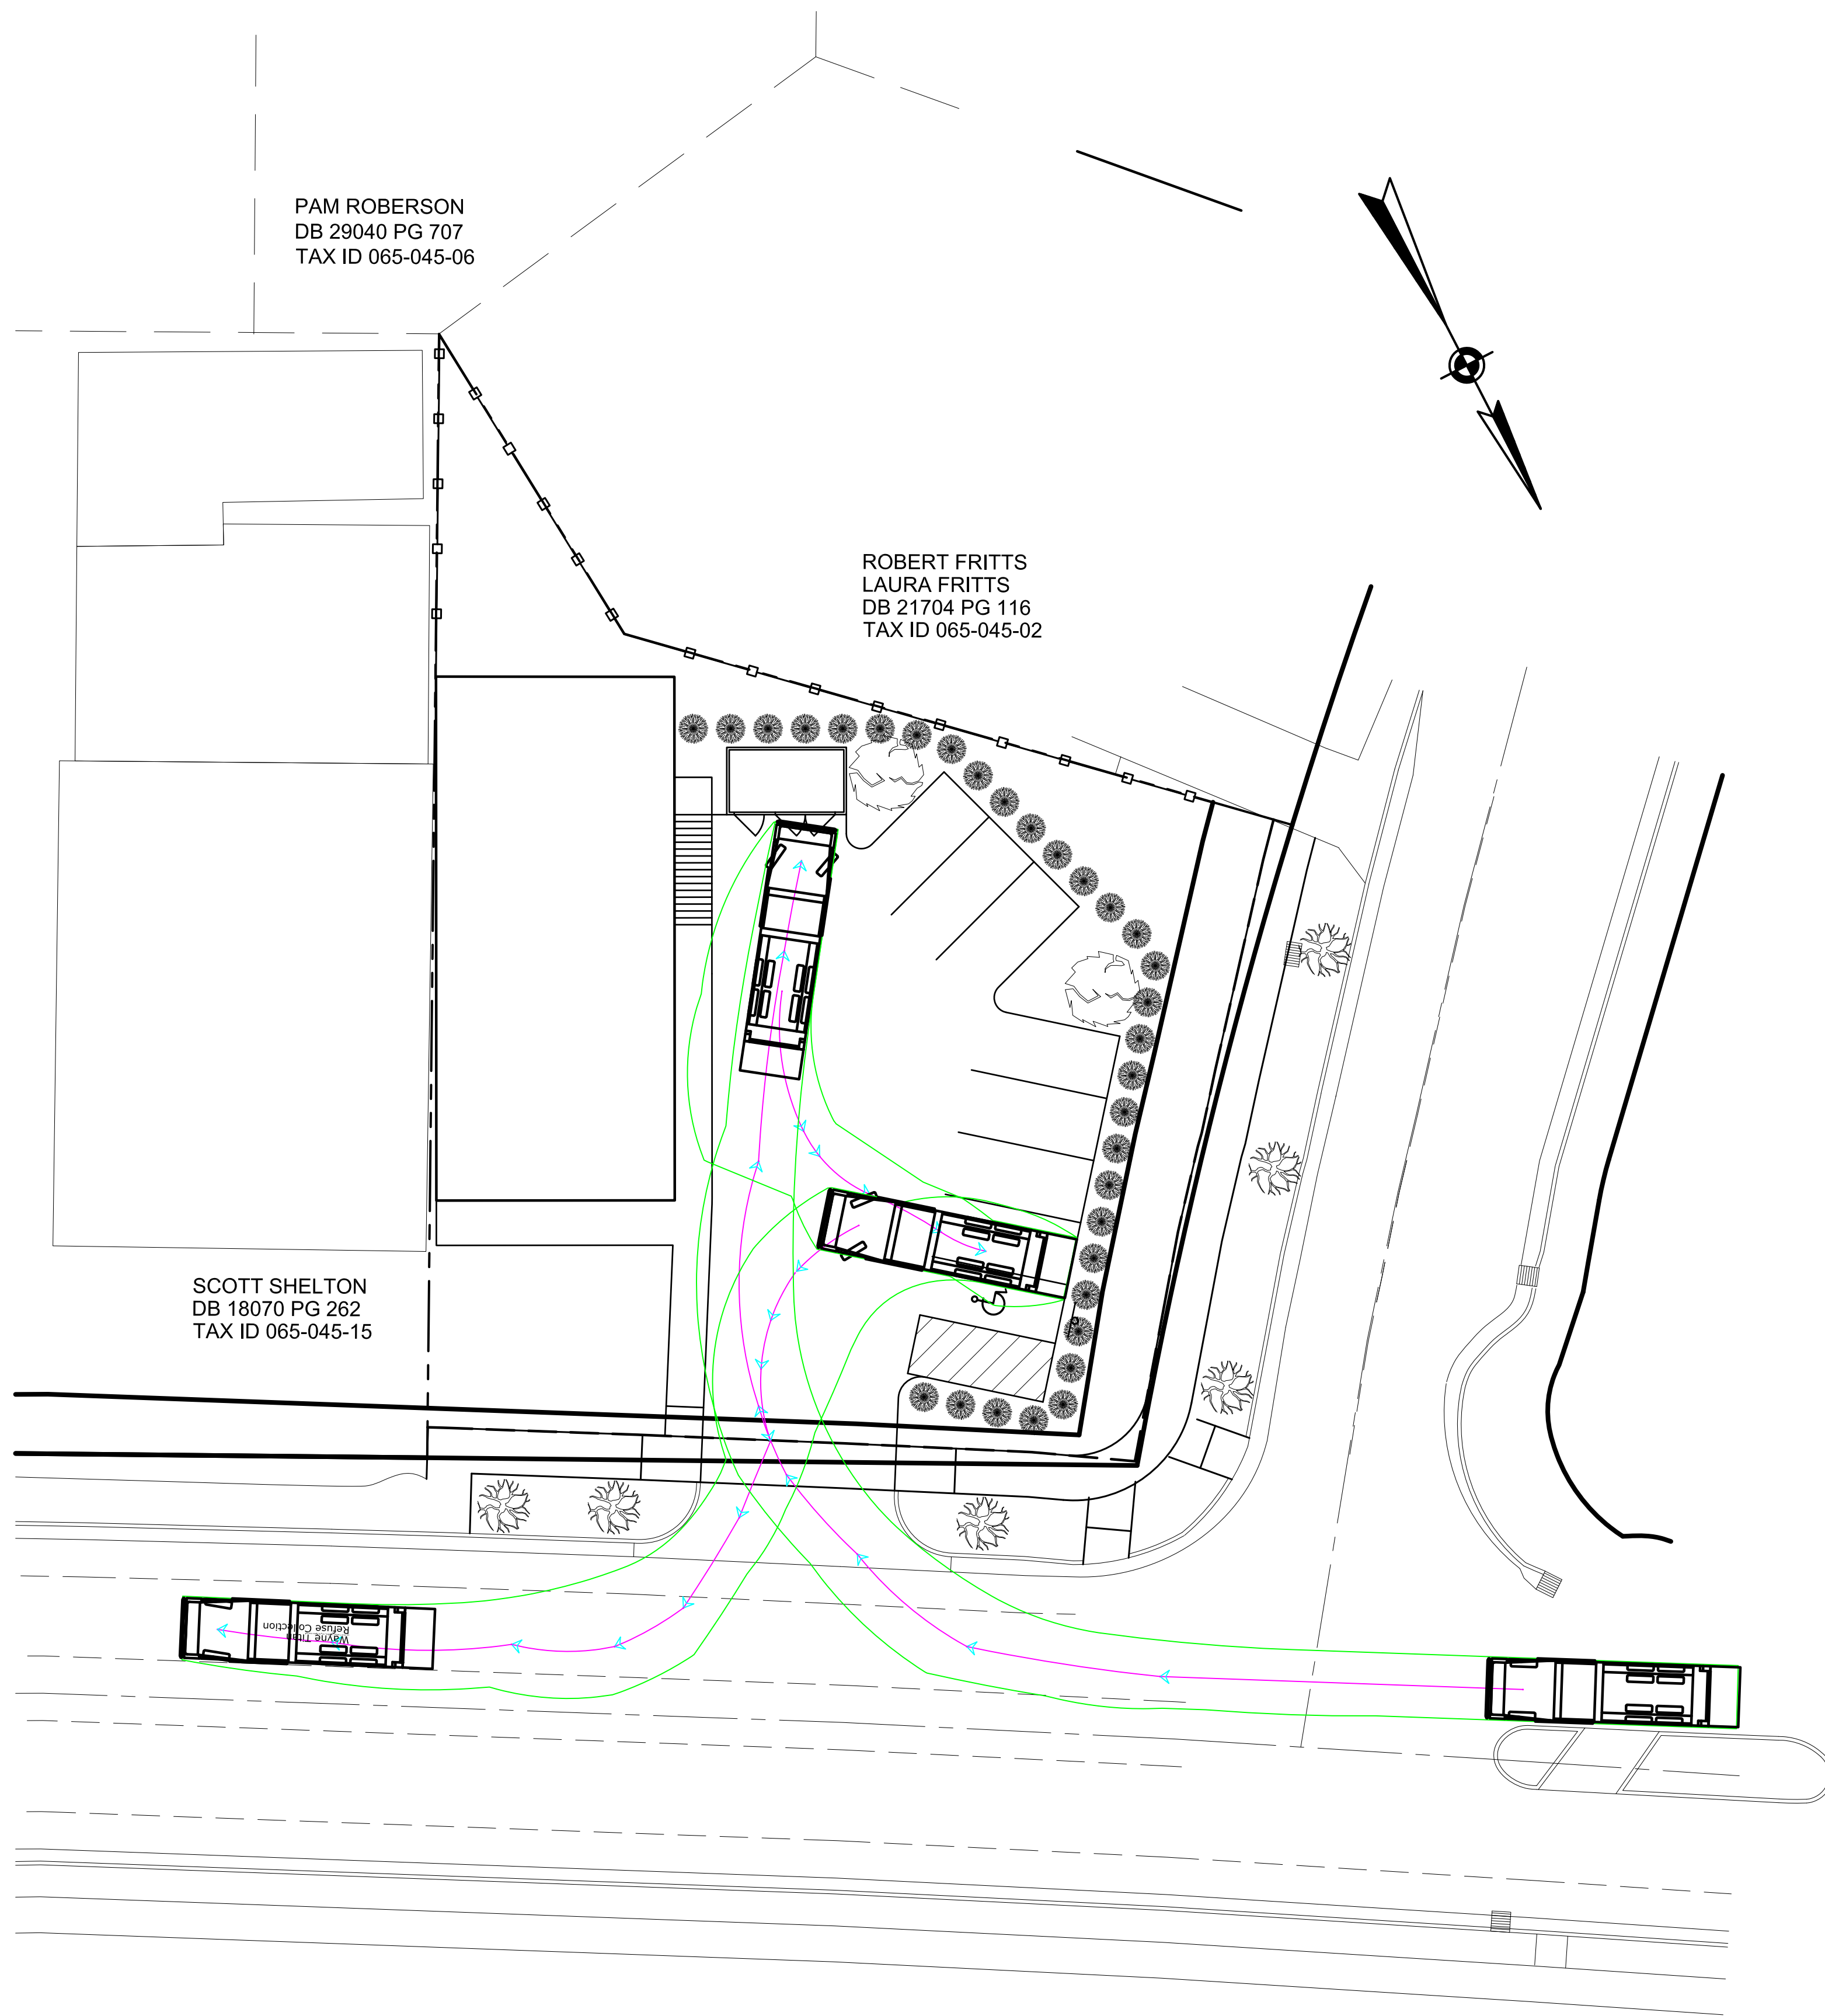 PAM ROBERSON
DB 29040 PG 707
TAX ID 065-045-06
ROBERT FRITTS
LAURA FRITTS
DB 21704 PG 116
TAX ID 065-045-02
SCOTT SHELTON
DB 18070 PG 262
TAX ID 065-045-15
Wayne Titan
Refuse Collection